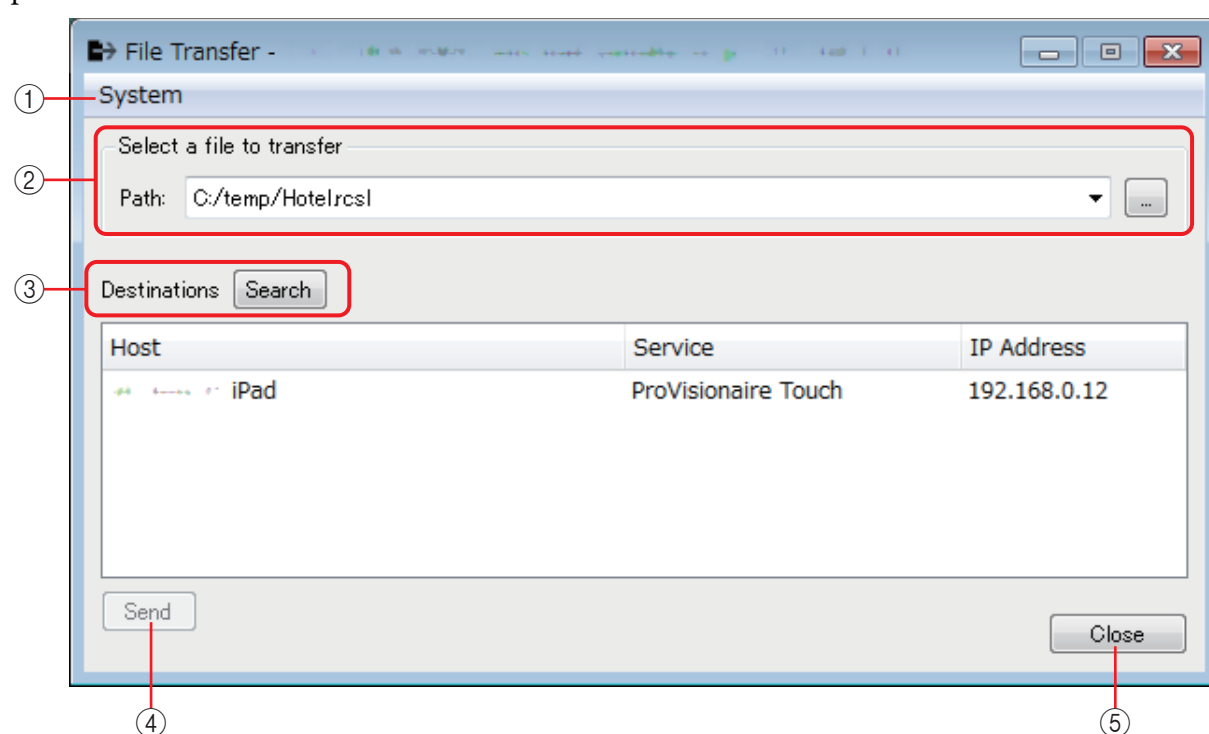 File Transfer -
① System
Select a file to transfer
② Path: C:/temp/Hotel.rcsl ...
③ Destinations Search
Host Service IP Address
iPad ProVisionaire Touch 192.168.0.12
Send
Close
④ ⑤